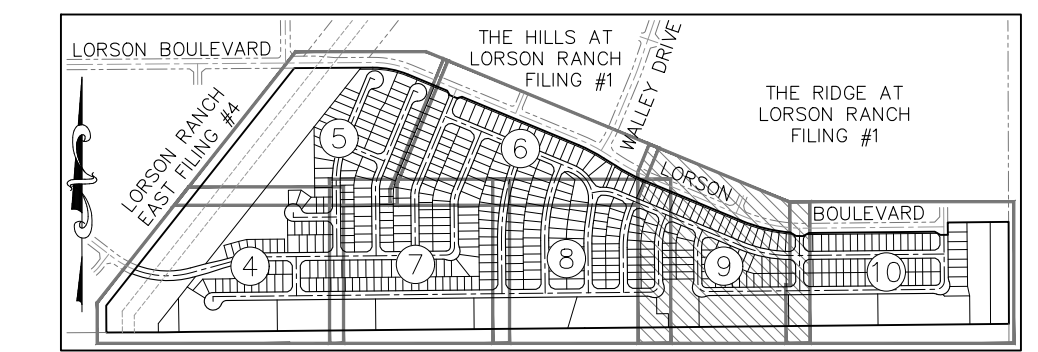 LORSON BOULEVARD
THE HILLS AT
LORSON RANCH
FILING #1
WALLEY DRIVE
THE RIDGE AT
LORSON RANCH
FILING #1
LORSON RANCH
EAST FILING #4
LORSON
BOULEVARD
5
6
4
7
8
9
10